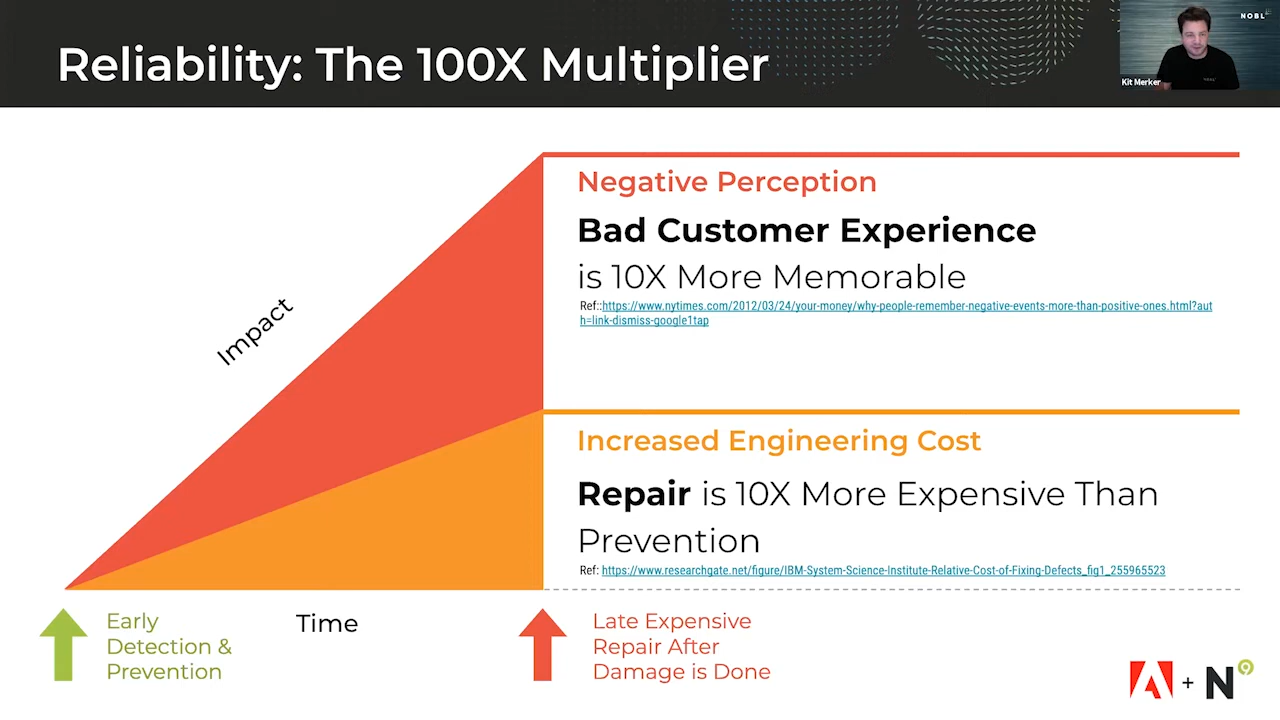 Reliability: The 100X Multiplier
NOBL
Kit Merker
Negative Perception
Bad Customer Experience
is 10X More Memorable
Ref::https://www.nytimes.com/2012/03/24/your-money/why-people-remember-negative-events-more-than-positive-ones.html?aut
h=link-dismiss-google1tap
Impact
Increased Engineering Cost
Repair is 10X More Expensive Than
Prevention
Ref: https://www.researchgate.net/figure/IBM-System-Science-Institute-Relative-Cost-of-Fixing-Defects_fig1_255965523
Early
Detection &
Prevention
Time
Late Expensive
Repair After
Damage is Done
+ N9